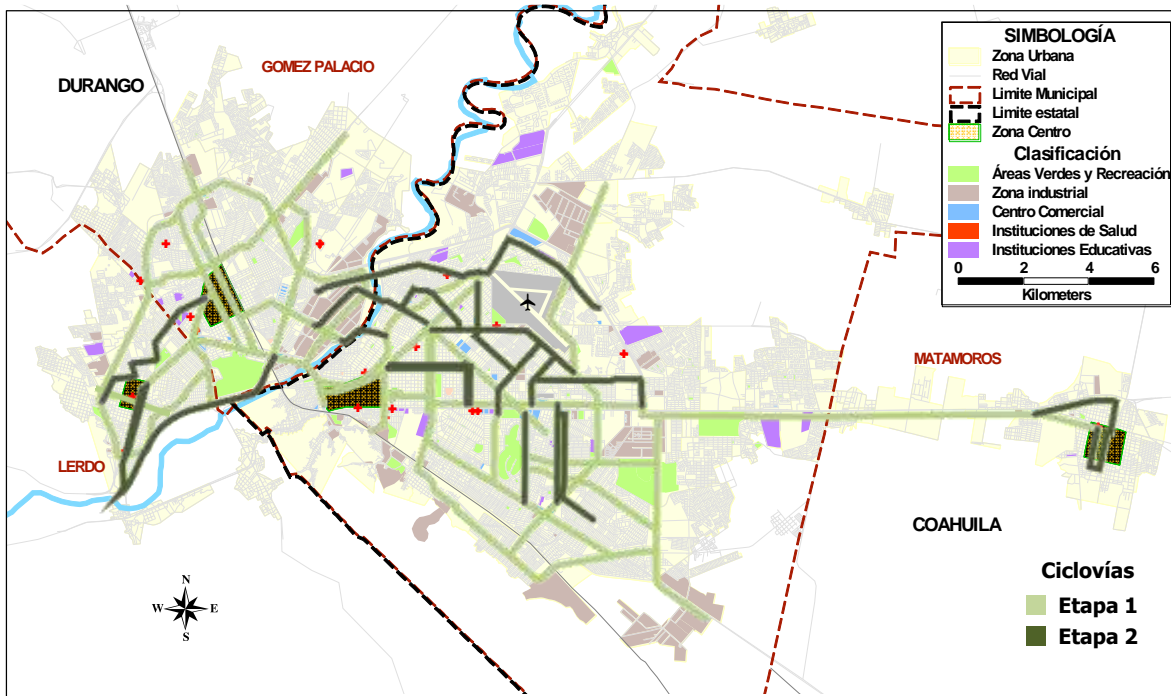 DURANGO
GOMEZ PALACIO
LERDO
MATAMOROS
COAHUILA
SIMBOLOGÍA
Zona Urbana
Red Vial
Limite Municipal
Limite estatal
Zona Centro
Clasificación
Áreas Verdes y Recreación
Zona industrial
Centro Comercial
Instituciones de Salud
Instituciones Educativas
0 2 4 6
Kilometers
N
W E
S
Ciclovías
Etapa 1
Etapa 2